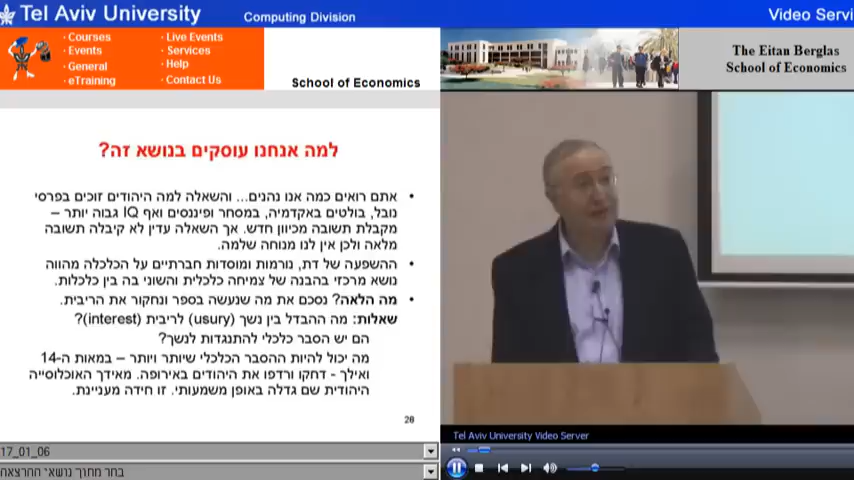 Tel Aviv University
Computing Division
Video Servi
· Courses
· Live Events
· Events
· Services
· General
· Help
· eTraining
· Contact Us
School of Economics
The Eitan Berglas
School of Economics
למה אנחנו עוסקים בנושא זה?
• אתם רואים כמה אנו נהנים... והשאלה למה היהודים זוכים בפרסי
נובל, בולטים באקדמיה, במסחר ופיננסים ואף IQ גבוה יותר –
מקבלת תשובה מכיוון חדש. אך השאלה עדין לא קיבלה תשובה
מלאה ולכן אין לנו מנוחה שלמה.
• ההשפעה של דת, נורמות ומוסדות חברתיים על הכלכלה מהווה
נושא מרכזי בהבנה של צמיחה כלכלית והשוני בה בין כלכלות.
• מה הלאה? נסכם את מה שנעשה בספר ונחקור את הריבית.
שאלות: מה ההבדל בין נשך (usury) לריבית (interest)?
הם יש הסבר כלכלי להתנגדות לנשך?
מה יכול להיות ההסבר הכלכלי שיותר ויותר – במאות ה-14
ואילך - דחקו ורדפו את היהודים באירופה. מאידך האוכלוסייה
היהודית שם גדלה באופן משמעותי. זו חידה מעניינת.
28
Tel Aviv University Video Server
17_01_06
בחר מתוך נושאי ההרצאה